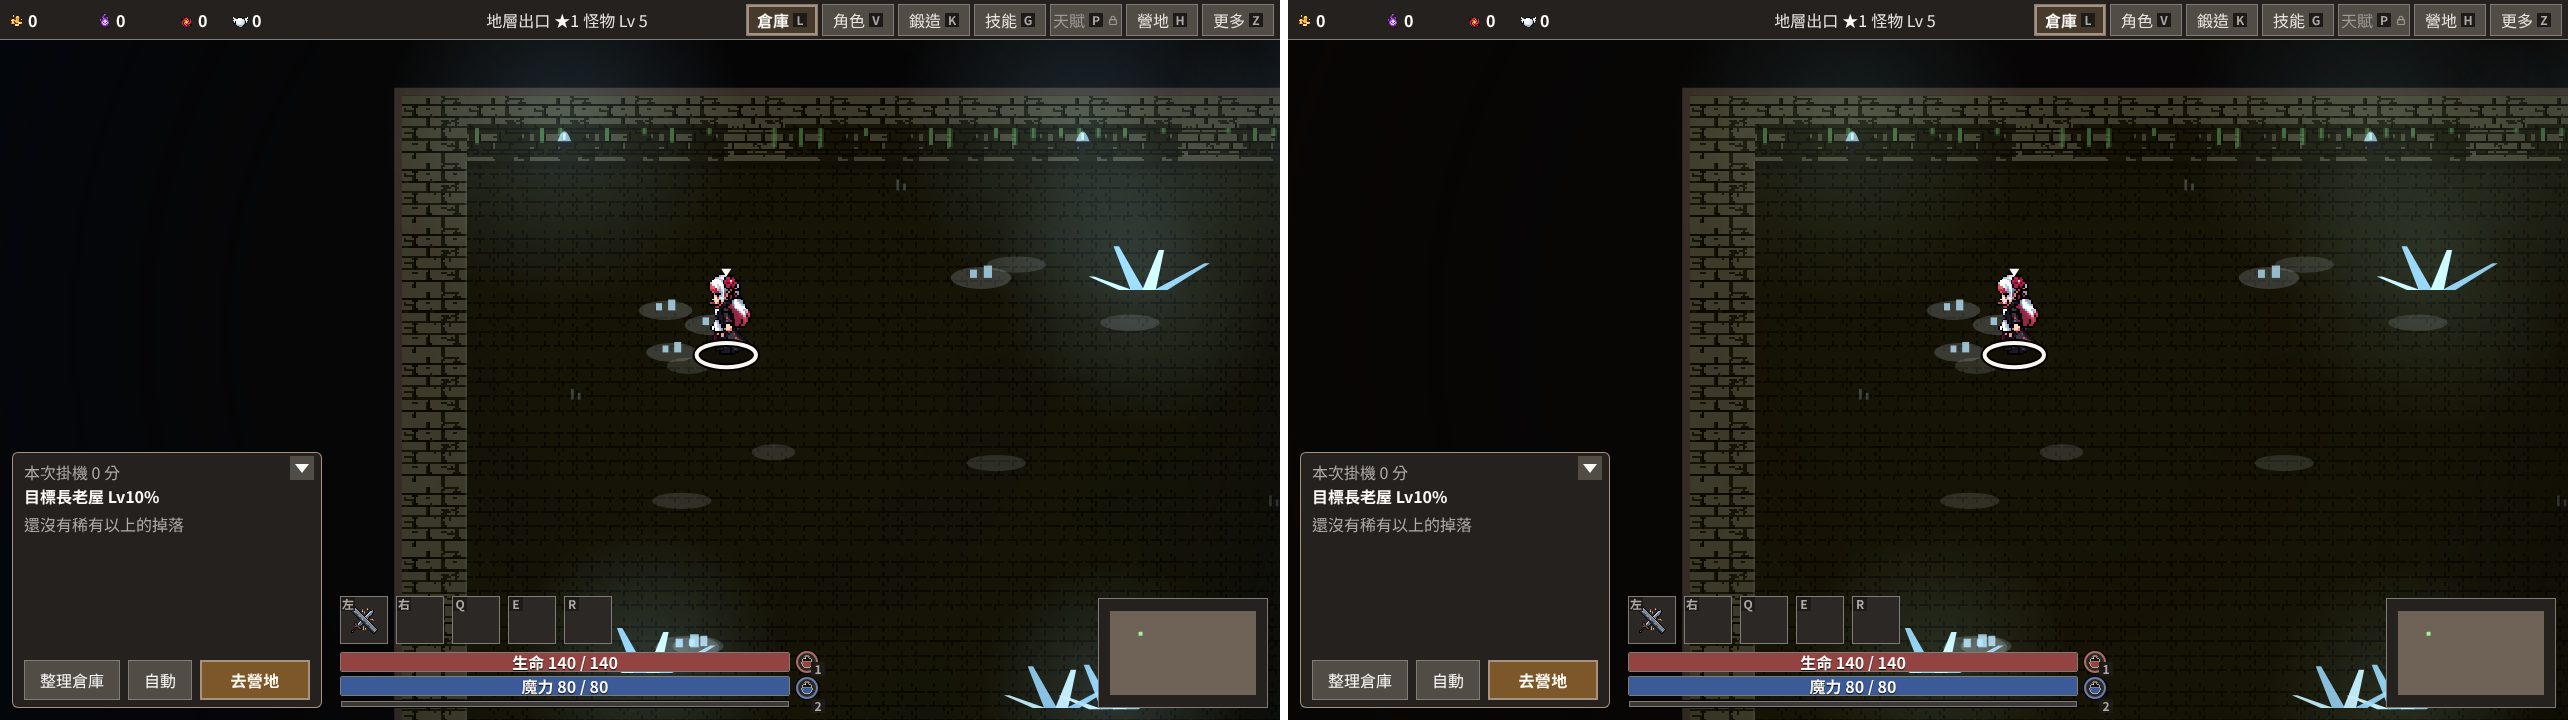 0 0 0 0 地層出口 ★1 怪物 Lv 5 倉庫 L 角色 V 鍛造 K 技能 G 天賦 P 營地 H 更多 Z
本次掛機 0 分
目標長老屋 Lv10%
還沒有稀有以上的掉落
整理倉庫 自動 去營地
左 右 Q E R
生命 140 / 140 1
魔力 80 / 80 2
0 0 0 0 地層出口 ★1 怪物 Lv 5 倉庫 L 角色 V 鍛造 K 技能 G 天賦 P 營地 H 更多 Z
本次掛機 0 分
目標長老屋 Lv10%
還沒有稀有以上的掉落
整理倉庫 自動 去營地
左 右 Q E R
生命 140 / 140 1
魔力 80 / 80 2